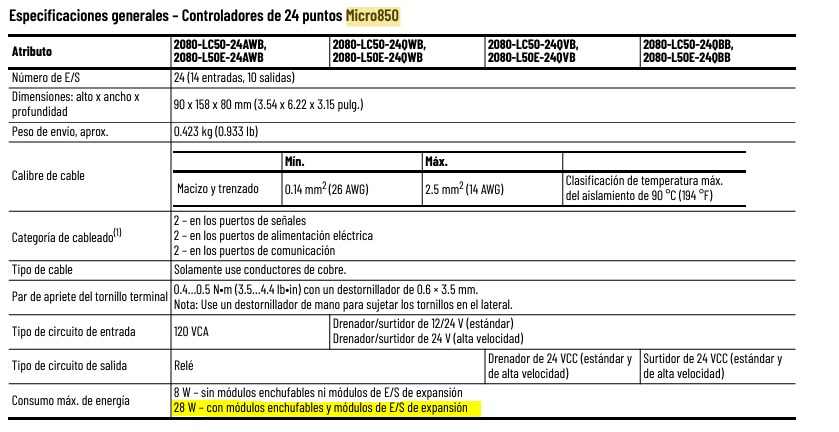 Especificaciones generales – Controladores de 24 puntos Micro850
Atributo
2080-LC50-24AWB,
2080-L50E-24AWB
2080-LC50-24QWB,
2080-L50E-24QWB
2080-LC50-24QVB,
2080-L50E-24QVB
2080-LC50-24QBB,
2080-L50E-24QBB
Número de E/S
24 (14 entradas, 10 salidas)
Dimensiones: alto x ancho x
profundidad
90 x 158 x 80 mm (3.54 x 6.22 x 3.15 pulg.)
Peso de envío, aprox.
0.423 kg (0.933 lb)
Calibre de cable
Mín.
Máx.
Macizo y trenzado
0.14 mm² (26 AWG)
2.5 mm² (14 AWG)
Clasificación de temperatura máx.
del aislamiento de 90 °C (194 °F)
Categoría de cableado(1)
2 – en los puertos de señales
2 – en los puertos de alimentación eléctrica
2 – en los puertos de comunicación
Tipo de cable
Solamente use conductores de cobre.
Par de apriete del tornillo terminal
0.4…0.5 N•m (3.5…4.4 lb•in) con un destornillador de 0.6 × 3.5 mm.
Nota: Use un destornillador de mano para sujetar los tornillos en el lateral.
Tipo de circuito de entrada
120 VCA
Drenador/surtidor de 12/24 V (estándar)
Drenador/surtidor de 24 V (alta velocidad)
Tipo de circuito de salida
Relé
Drenador de 24 VCC (estándar y
de alta velocidad)
Surtidor de 24 VCC (estándar y
de alta velocidad)
Consumo máx. de energía
8 W – sin módulos enchufables ni módulos de E/S de expansión
28 W – con módulos enchufables y módulos de E/S de expansión